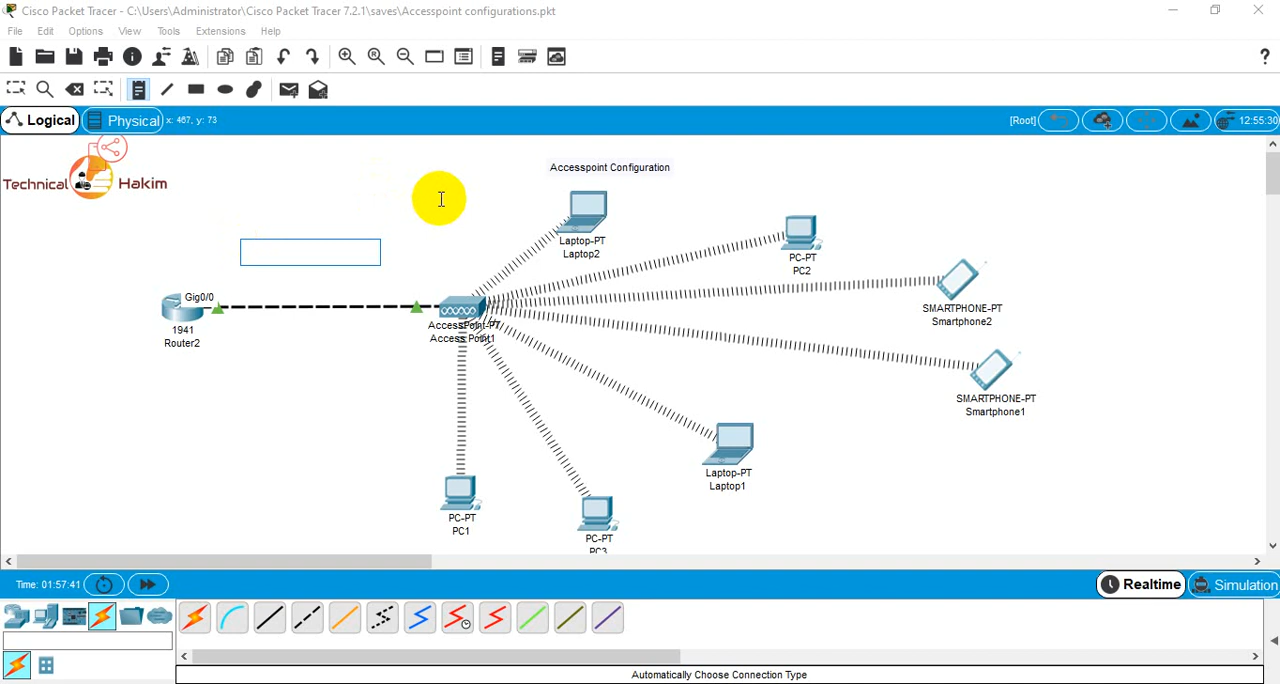 Cisco Packet Tracer - C:\Users\Administrator\Cisco Packet Tracer 7.2.1\saves\Accesspoint configurations.pkt
File Edit Options View Tools Extensions Help
?
Logical Physical x: 467, y: 73 [Root] 12:55:30
Technical Hakim
Accesspoint Configuration
Laptop-PT
Laptop2
PC-PT
PC2
SMARTPHONE-PT
Smartphone2
Gig0/0
1941
Router2
AccessPoint-PT
Access Point1
SMARTPHONE-PT
Smartphone1
Laptop-PT
Laptop1
PC-PT
PC1
PC-PT
PC3
Time: 01:57:41 Realtime Simulation
Automatically Choose Connection Type